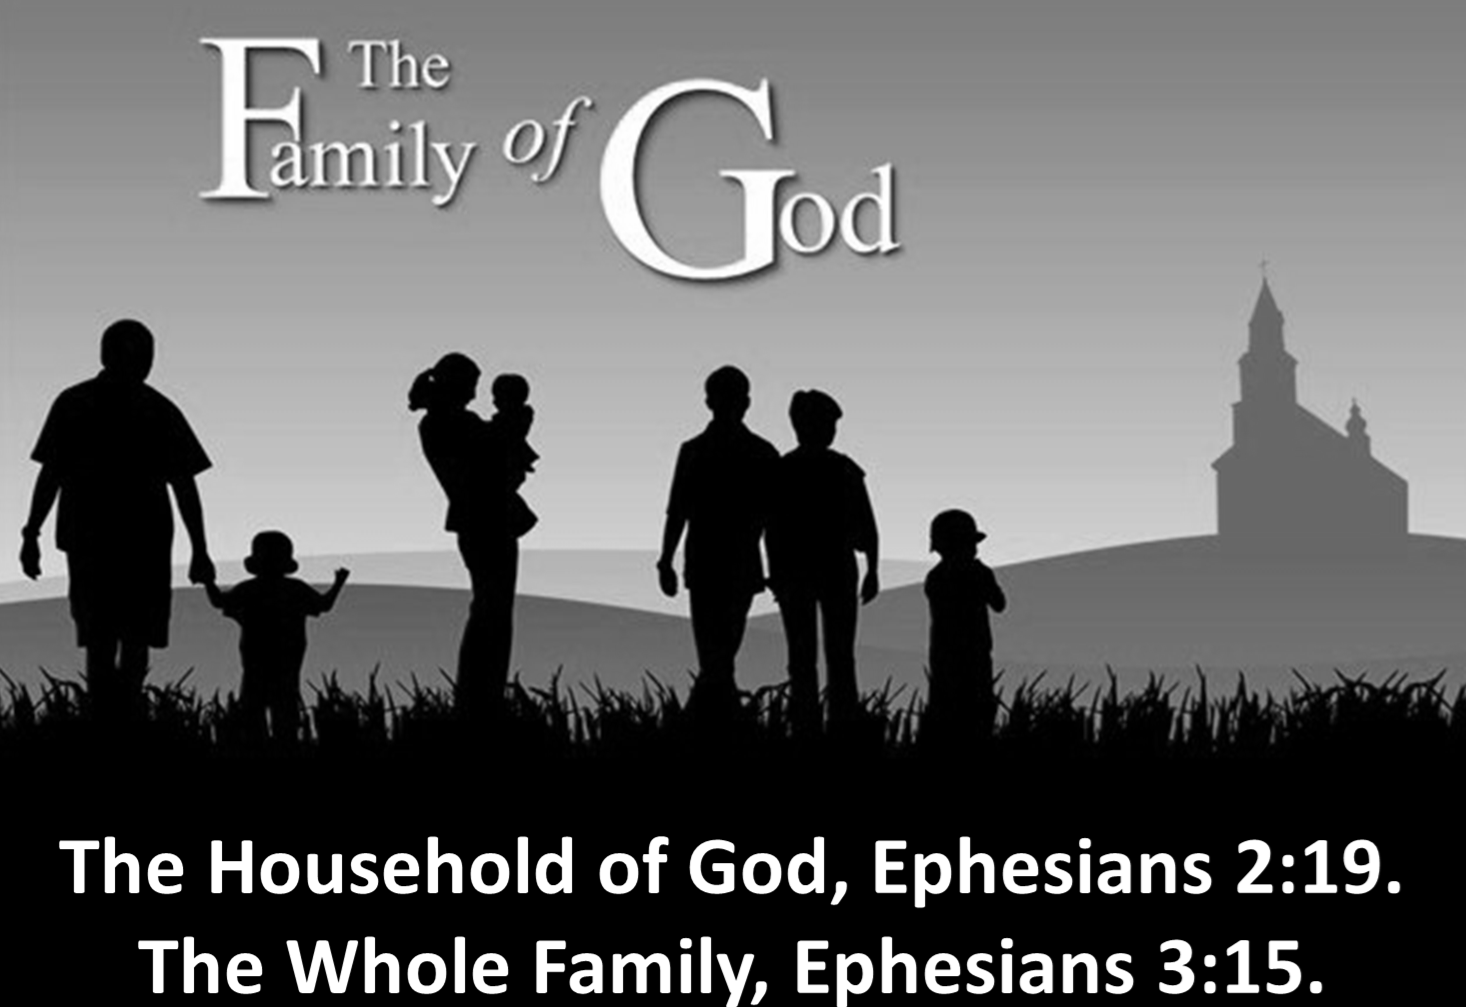 The Family of God
The Household of God, Ephesians 2:19.
The Whole Family, Ephesians 3:15.